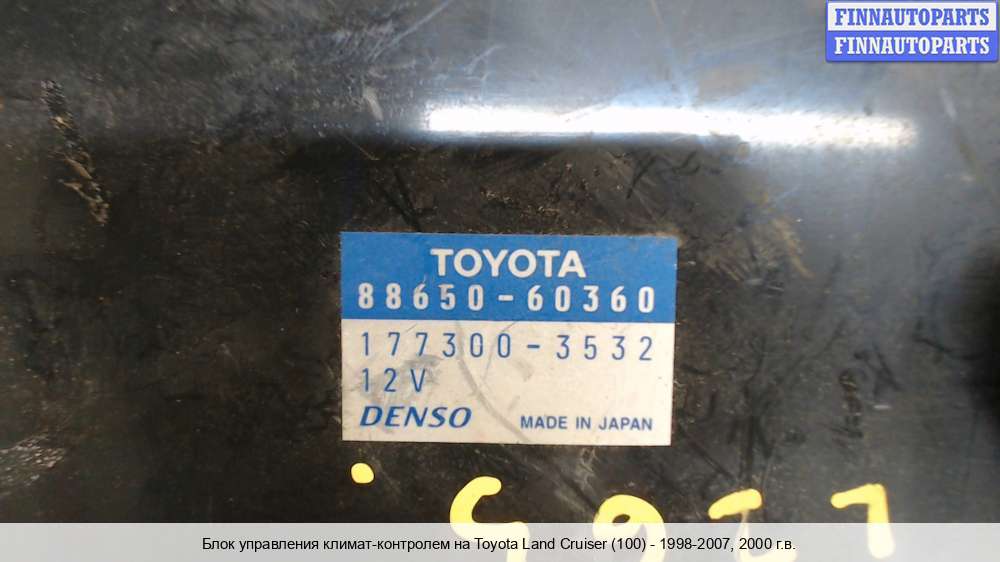 FINNAUTOPARTS
FINNAUTOPARTS
TOYOTA
88650-60360
177300-3532
12V
DENSO MADE IN JAPAN
Блок управления климат-контролем на Toyota Land Cruiser (100) - 1998-2007, 2000 г.в.